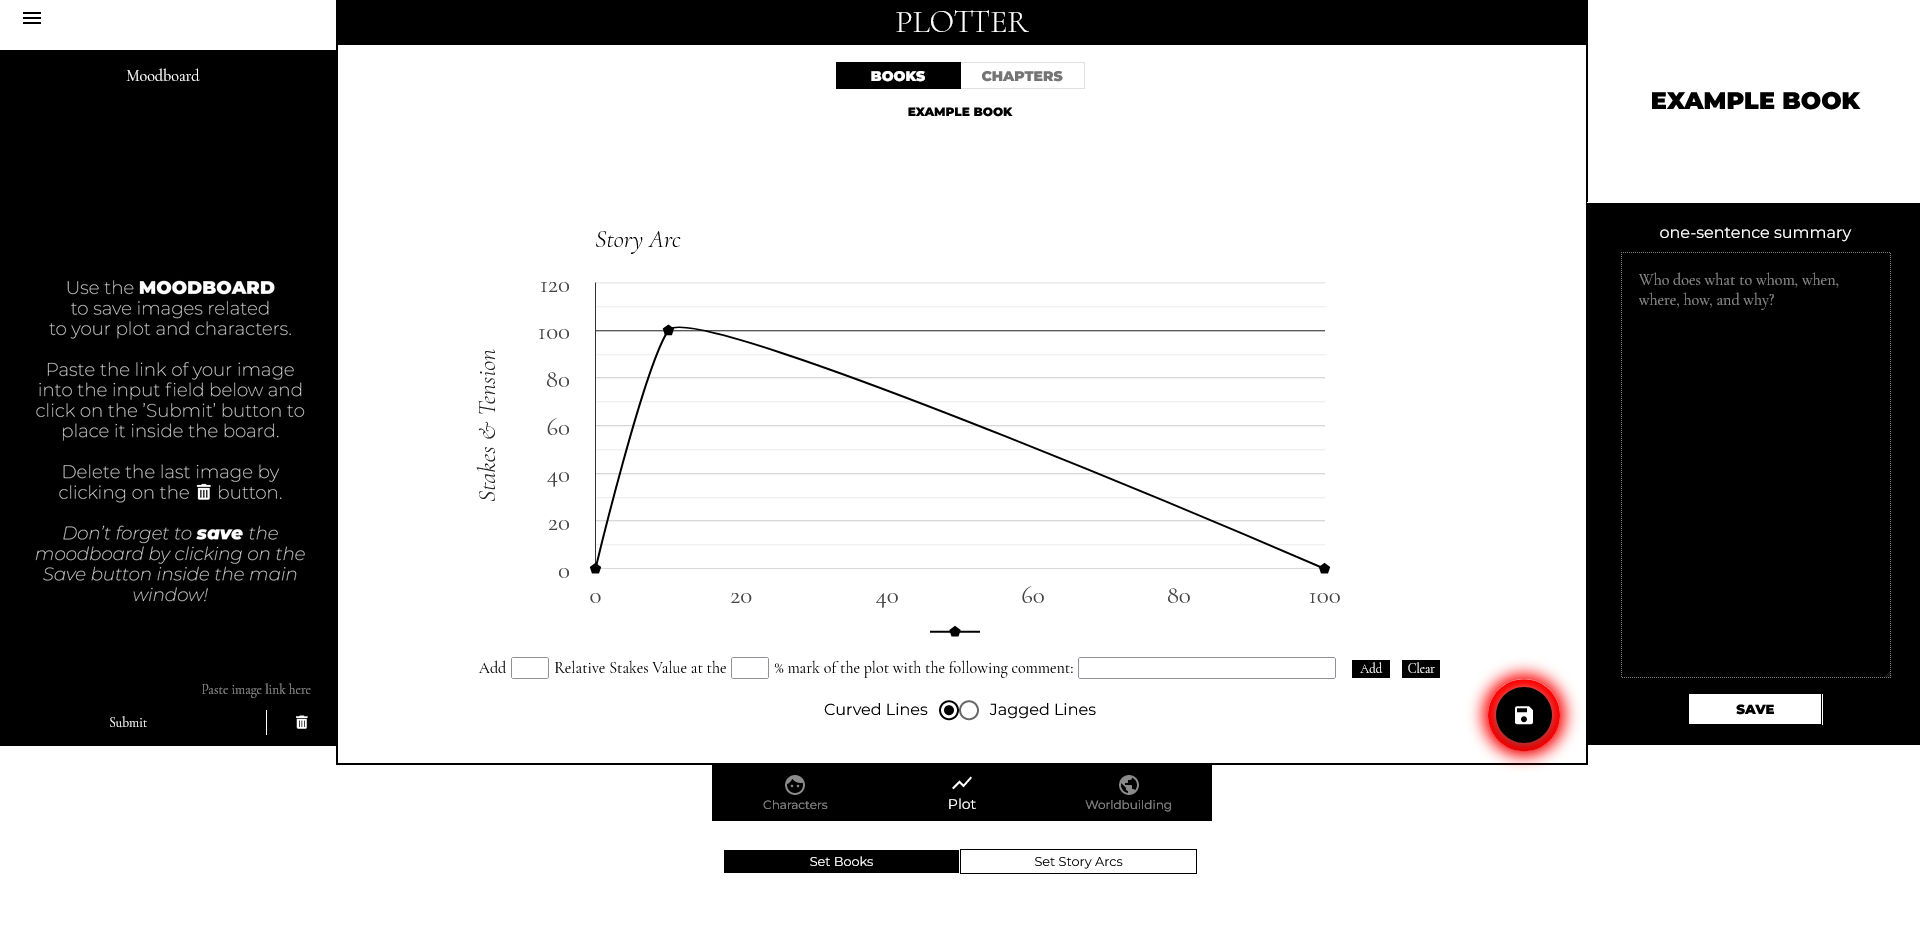 PLOTTER
Moodboard
Use the MOODBOARD
to save images related
to your plot and characters.
Paste the link of your image
into the input field below and
click on the 'Submit' button to
place it inside the board.
Delete the last image by
clicking on the button.
Don't forget to save the
moodboard by clicking on the
Save button inside the main
window!
Paste image link here
Submit
BOOKS CHAPTERS
EXAMPLE BOOK
Story Arc
Stakes & Tension
120
100
80
60
40
20
0
0 20 40 60 80 100
Add Relative Stakes Value at the % mark of the plot with the following comment: Add Clear
Curved Lines Jagged Lines
Characters Plot Worldbuilding
Set Books Set Story Arcs
EXAMPLE BOOK
one-sentence summary
Who does what to whom, when,
where, how, and why?
SAVE